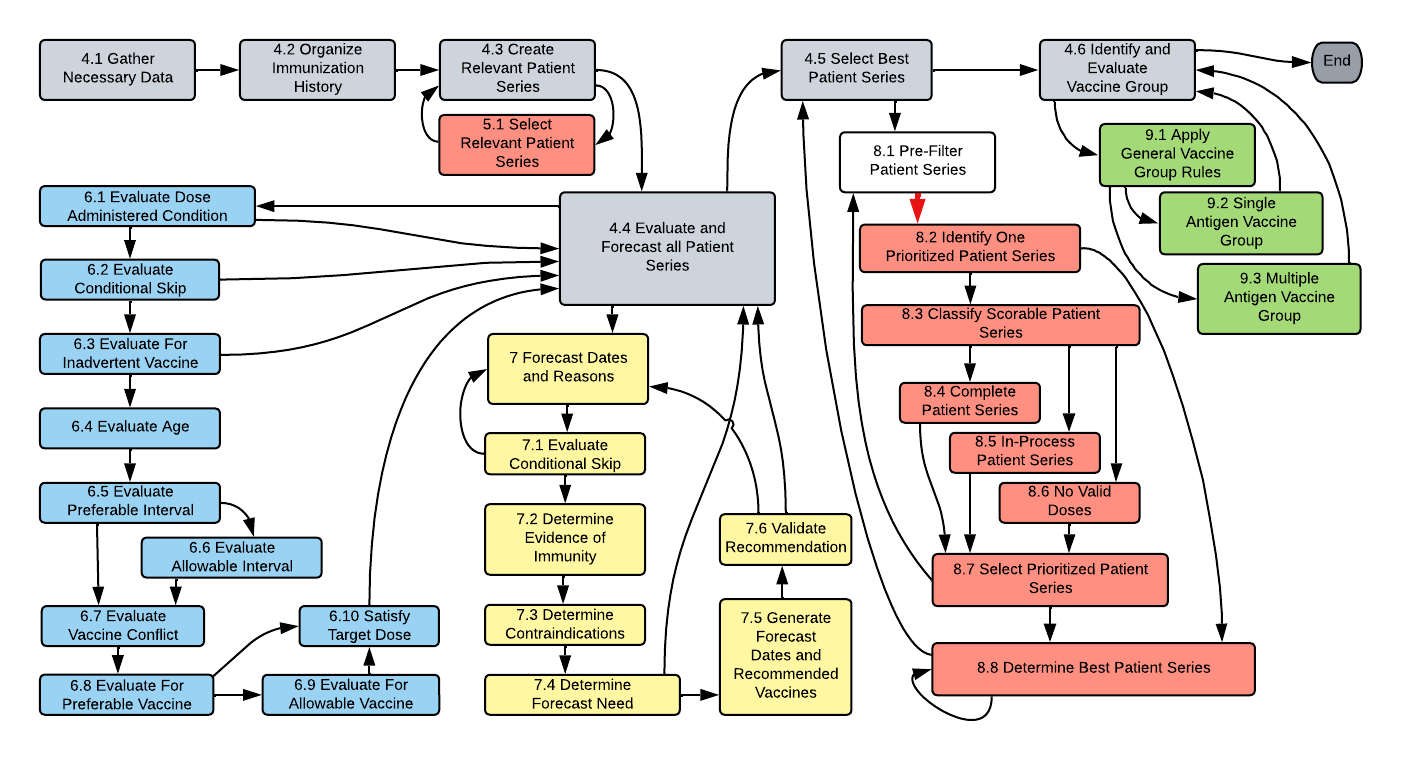 4.1 Gather
Necessary Data
4.2 Organize
Immunization
History
4.3 Create
Relevant Patient
Series
5.1 Select
Relevant Patient
Series
4.5 Select Best
Patient Series
4.6 Identify and
Evaluate
Vaccine Group
End
8.1 Pre-Filter
Patient Series
9.1 Apply
General Vaccine
Group Rules
9.2 Single
Antigen Vaccine
Group
9.3 Multiple
Antigen Vaccine
Group
6.1 Evaluate Dose
Administered Condition
4.4 Evaluate and
Forecast all Patient
Series
8.2 Identify One
Prioritized Patient Series
6.2 Evaluate
Conditional Skip
8.3 Classify Scorable Patient
Series
6.3 Evaluate For
Inadvertent Vaccine
7 Forecast Dates
and Reasons
8.4 Complete
Patient Series
6.4 Evaluate Age
7.1 Evaluate
Conditional Skip
8.5 In-Process
Patient Series
6.5 Evaluate
Preferable Interval
8.6 No Valid
Doses
7.2 Determine
Evidence of
Immunity
7.6 Validate
Recommendation
6.6 Evaluate
Allowable Interval
8.7 Select Prioritized Patient
Series
6.7 Evaluate
Vaccine Conflict
6.10 Satisfy
Target Dose
7.3 Determine
Contraindications
7.5 Generate
Forecast
Dates and
Recommended
Vaccines
8.8 Determine Best Patient Series
6.8 Evaluate For
Preferable Vaccine
6.9 Evaluate For
Allowable Vaccine
7.4 Determine
Forecast Need